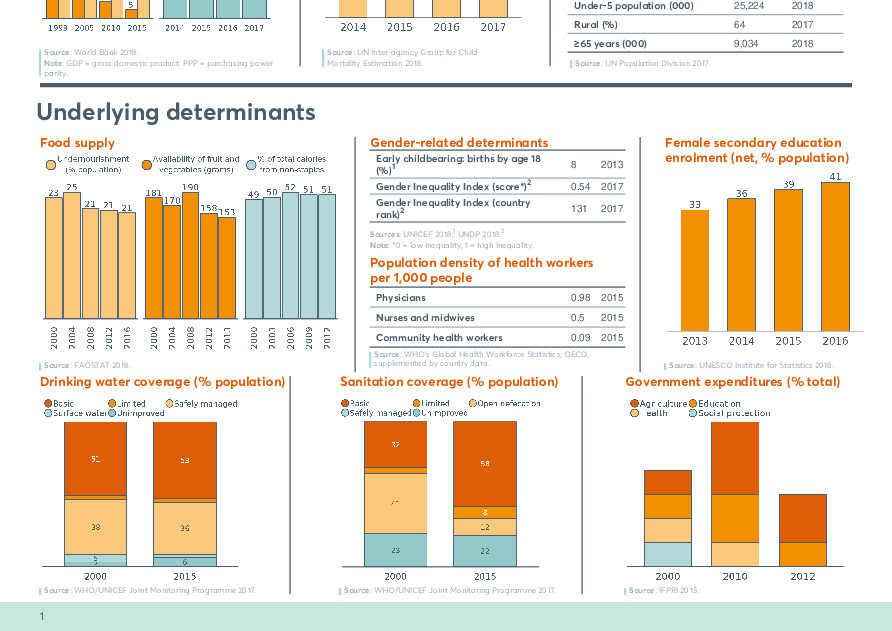 5
1999 2005 2010 2015
2014 2015 2016 2017
Source: World Bank 2018.
Note: GDP = gross domestic product. PPP = purchasing power
parity.
2014 2015 2016 2017
Source: UN Inter-agency Group for Child
Mortality Estimation 2018.
Under-5 population (000) 25,224 2018
Rural (%) 64 2017
≥65 years (000) 9,034 2018
Source: UN Population Division 2017.
Underlying determinants
Food supply
Undernourishment
(% population)
Availability of fruit and
vegetables (grams)
% of total calories
from non-staples
23 25 21 21 21
181 170 190 158 153
49 50 52 51 51
2000 2004 2008 2012 2016
2000 2004 2008 2012 2013
2000 2006 2009 2012
Source: FAOSTAT 2018.
Gender-related determinants
Early childbearing: births by age 18
(%)¹ 8 2013
Gender Inequality Index (score*)² 0.54 2017
Gender Inequality Index (country
rank)² 131 2017
Sources: UNICEF 2018,¹ UNDP 2018.²
Note: *0 = low inequality, 1 = high inequality.
Population density of health workers
per 1,000 people
Physicians 0.98 2015
Nurses and midwives 0.5 2015
Community health workers 0.09 2015
Source: WHO's Global Health Workforce Statistics, OECD,
supplemented by country data.
Female secondary education
enrolment (net, % population)
33 36 39 41
2013 2014 2015 2016
Source: UNESCO Institute for Statistics 2018.
Drinking water coverage (% population)
Basic Limited Safely managed
Surface water Unimproved
51 53
38 36
6
2000 2015
Source: WHO/UNICEF Joint Monitoring Programme 2017.
Sanitation coverage (% population)
Basic Limited Open defecation
Safely managed Unimproved
32 58
8
12
23 22
2000 2015
Source: WHO/UNICEF Joint Monitoring Programme 2017.
Government expenditures (% total)
Agriculture Education
Health Social protection
2000 2010 2012
Source: IFPRI 2015.
1